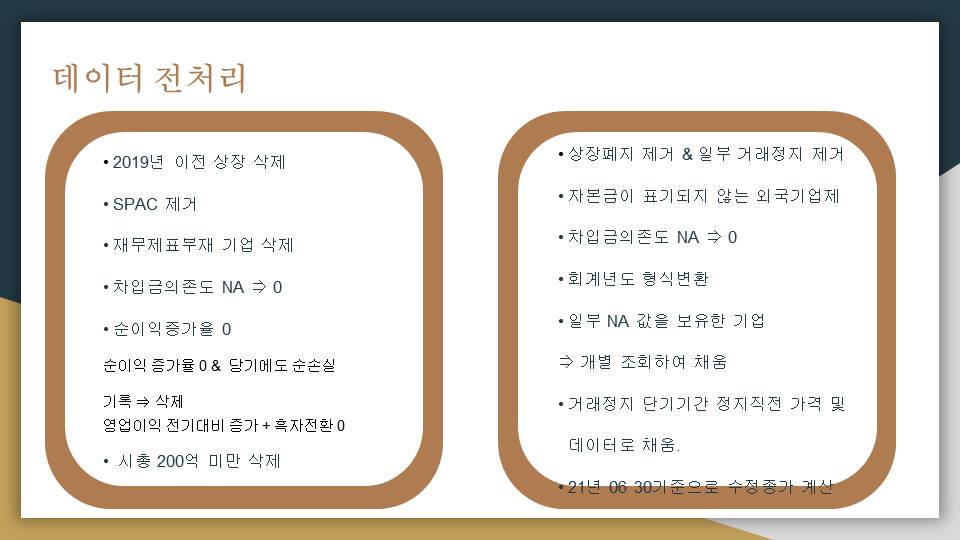 데이터 전처리
• 2019년 이전 상장 삭제
• SPAC 제거
• 재무제표부재 기업 삭제
• 차입금의존도 NA ⇒ 0
• 순이익증가율 0
순이익 증가율 0 & 당기에도 순손실
기록 ⇒ 삭제
영업이익 전기대비 증가 + 흑자전환 0
• 시총 200억 미만 삭제
• 상장폐지 제거 & 일부 거래정지 제거
• 자본금이 표기되지 않는 외국기업제
• 차입금의존도 NA ⇒ 0
• 회계년도 형식변환
• 일부 NA 값을 보유한 기업
⇒ 개별 조회하여 채움
• 거래정지 단기기간 정지직전 가격 및
데이터로 채움.
• 21년 06 30기준으로 수정종가 계산